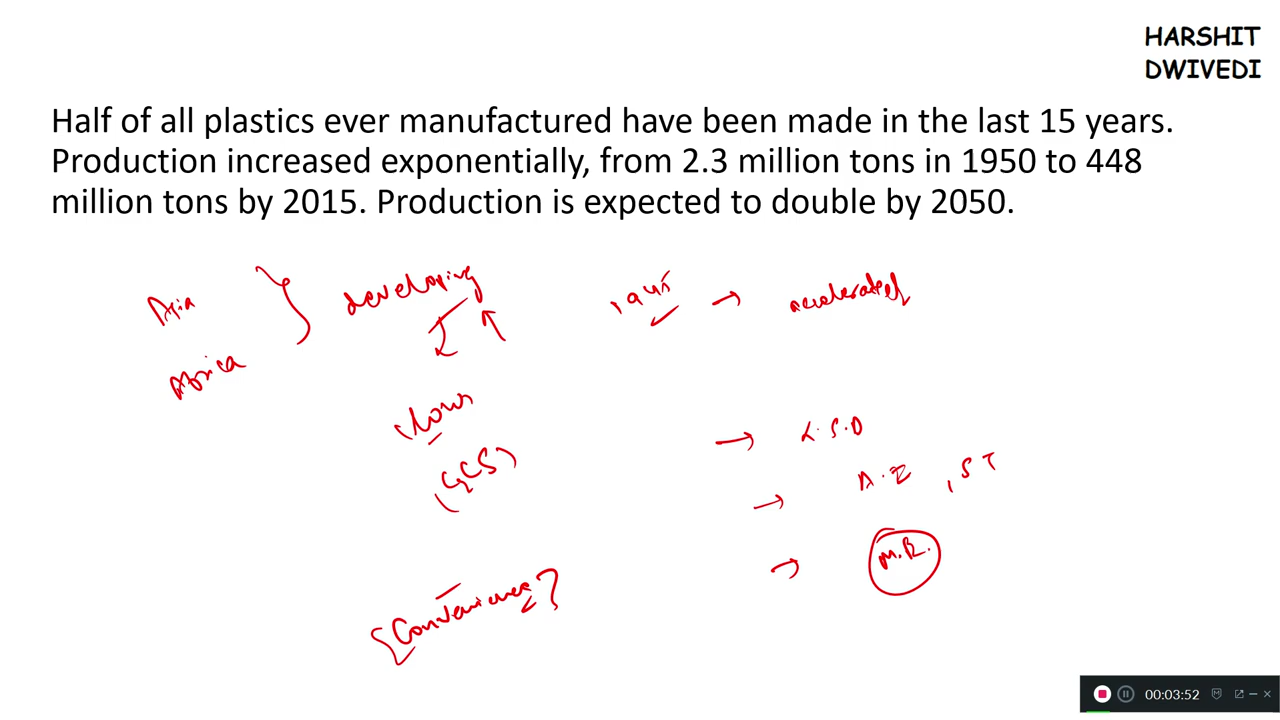 HARSHIT
DWIVEDI
Half of all plastics ever manufactured have been made in the last 15 years.
Production increased exponentially, from 2.3 million tons in 1950 to 448
million tons by 2015. Production is expected to double by 2050.
Asia
Africa
developing
→ accelerated
→ L.S.D
→ A.Z , S T
→ M.R.
{Convenience}
00:03:52